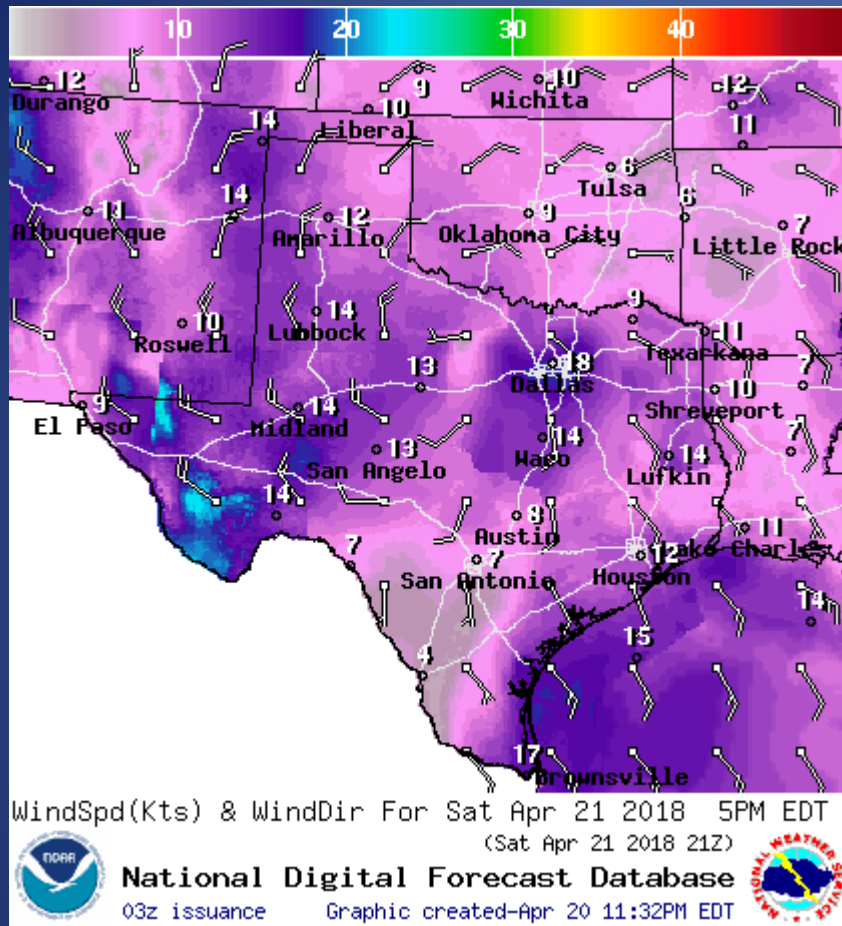 10 20 30 40
12 9 10 12
Durango Wichita
10 11
Liberal
14
6
Tulsa
11 14 12 9 6 7
Albuquerque Amarillo Oklahoma City Little Rock
10 14 9 11
Roswell Lubbock Texarkana
13 18
Dallas
9 14 10 7
El Paso Midland Shreveport
13 14 14 7
San Angelo Waco Lufkin
14 8 11
Austin
7 7 12 Lake Charles
San Antonio Houston
14
4 15
17
Brownsville
WindSpd(Kts) & WindDir For Sat Apr 21 2018 5PM EDT
(Sat Apr 21 2018 21Z)
NOAA
National Digital Forecast Database
03z issuance Graphic created-Apr 20 11:32PM EDT
NATIONAL WEATHER SERVICE